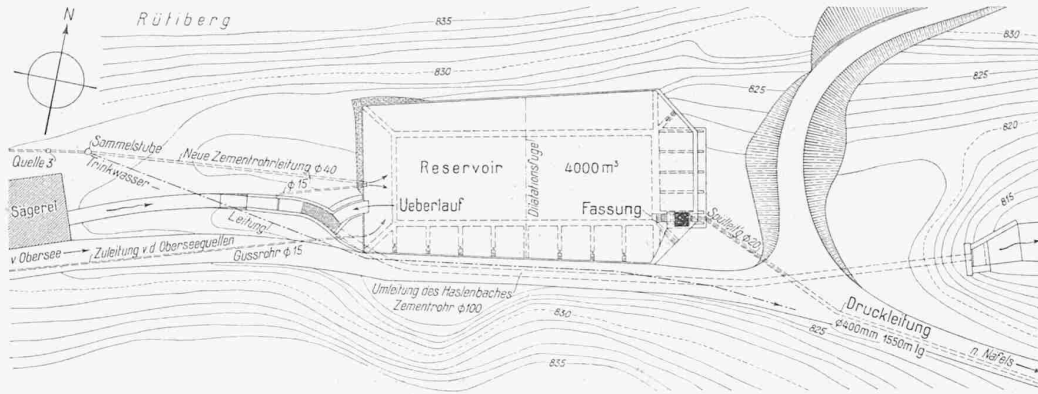 N
Rütiberg
835
830
830
825
825
820
815
Quelle 3
Sammelstube
Trinkwasser-
Leitung
Neue Zementrohrleitung ϕ40
ϕ 15
Sägerei
Ueberlauf
Reservoir
4000 m³
Dilatationsfuge
Fassung
Spülleitg ϕ20
v. Obersee
Zuleitung v. d. Oberseequellen
Gussrohr ϕ 15
Umleitung des Haslenbaches
Zementrohr ϕ100
830
835
825
Druckleitung
ϕ400mm 1550m lg
n. Näfels